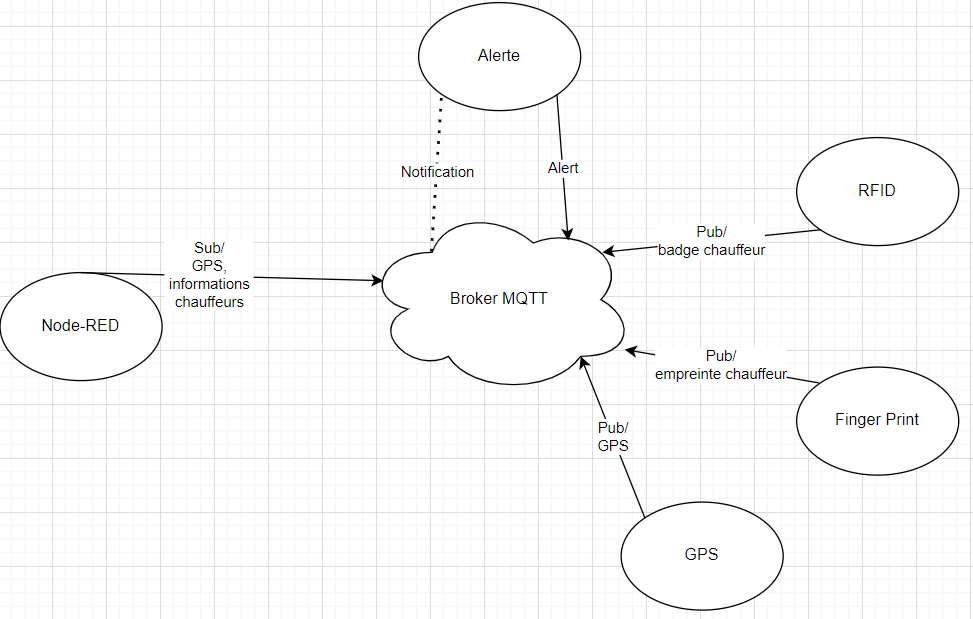 Alerte
Notification
Alert
RFID
Pub/
badge chauffeur
Sub/
GPS,
informations
chauffeurs
Broker MQTT
Node-RED
Pub/
empreinte chauffeur
Finger Print
Pub/
GPS
GPS